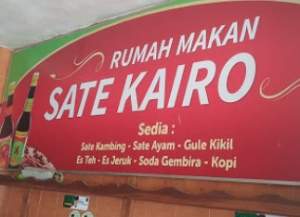 RUMAH MAKAN
SATE KAIRO
Sedia :
Sate Kambing - Sate Ayam - Gule Kikil
Es Teh - Es Jeruk - Soda Gembira - Kopi